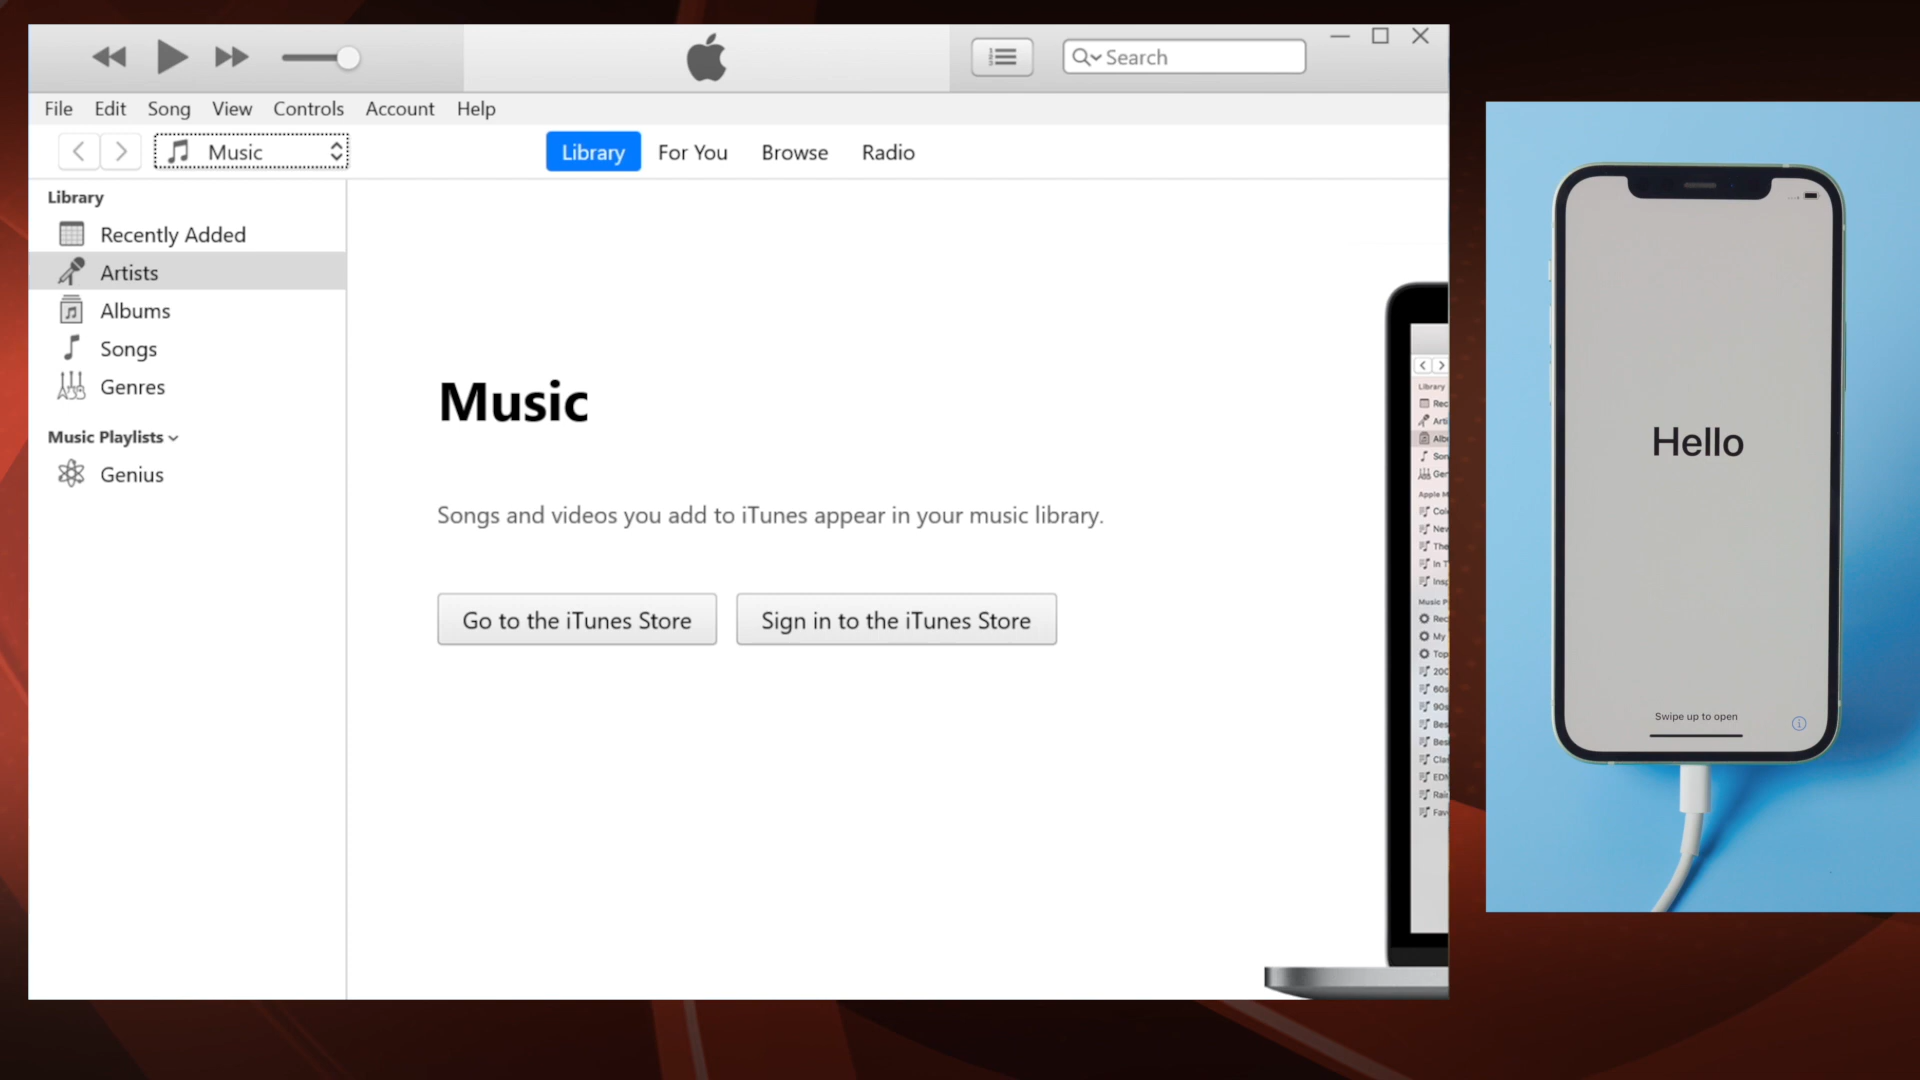 Search
File Edit Song View Controls Account Help
Music
Library For You Browse Radio
Library
Recently Added
Artists
Albums
Songs
Genres
Music Playlists
Genius
Music
Songs and videos you add to iTunes appear in your music library.
Go to the iTunes Store
Sign in to the iTunes Store
Library
Music P
Hello
Swipe up to open